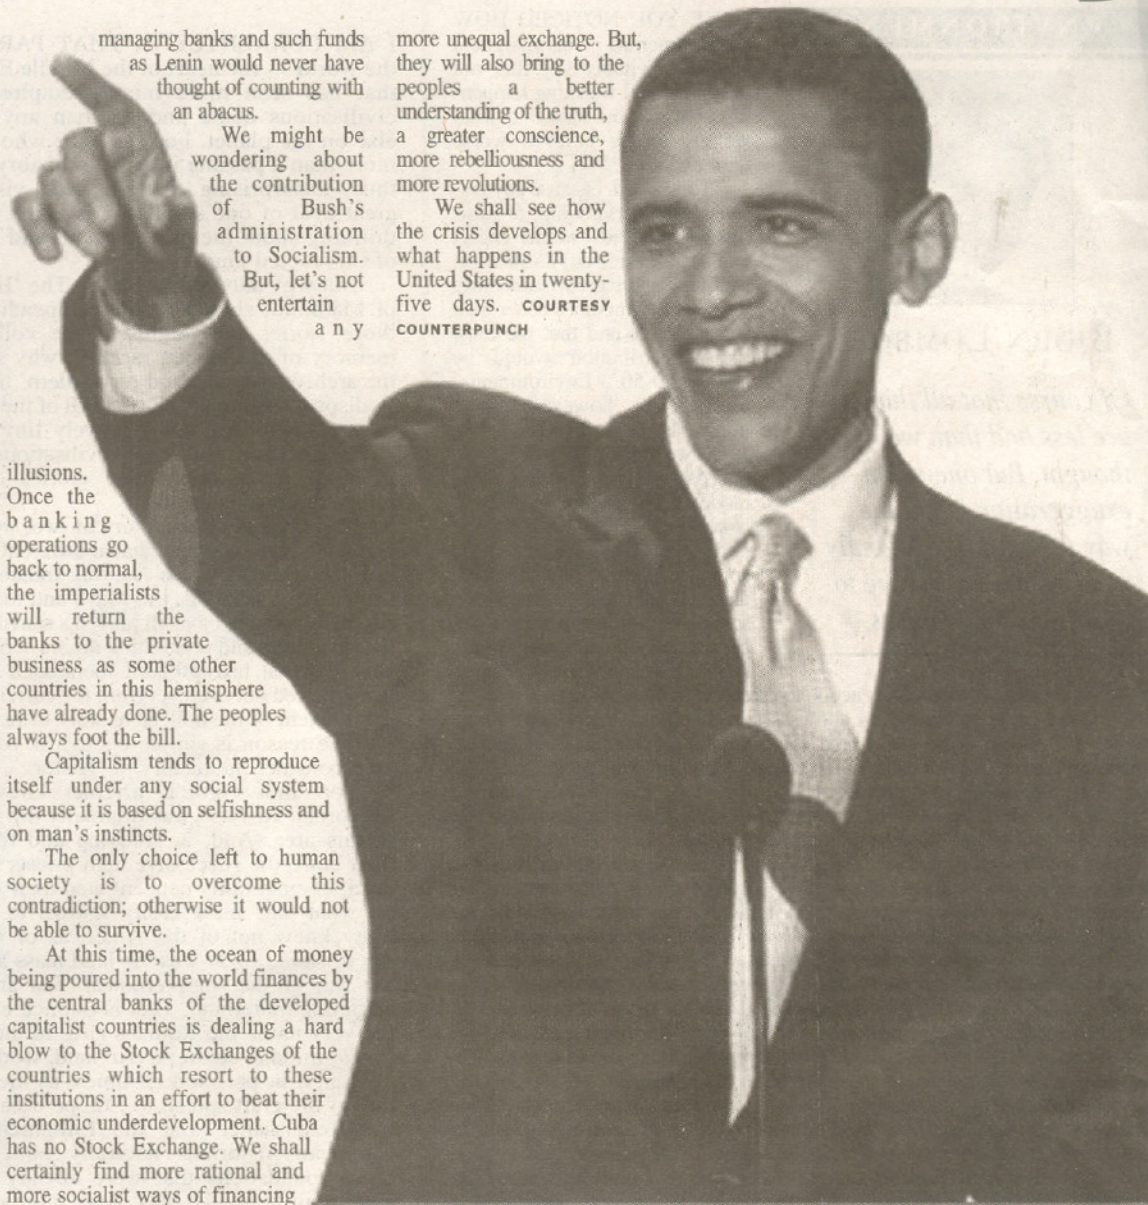 managing banks and such funds
as Lenin would never have
thought of counting with
an abacus.
We might be
wondering about
the contribution
of Bush's
administration
to Socialism.
But, let's not
entertain
any
illusions.
Once the
banking
operations go
back to normal,
the imperialists
will return the
banks to the private
business as some other
countries in this hemisphere
have already done. The peoples
always foot the bill.
Capitalism tends to reproduce
itself under any social system
because it is based on selfishness and
on man's instincts.
The only choice left to human
society is to overcome this
contradiction; otherwise it would not
be able to survive.
At this time, the ocean of money
being poured into the world finances by
the central banks of the developed
capitalist countries is dealing a hard
blow to the Stock Exchanges of the
countries which resort to these
institutions in an effort to beat their
economic underdevelopment. Cuba
has no Stock Exchange. We shall
certainly find more rational and
more socialist ways of financing
more unequal exchange. But,
they will also bring to the
peoples a better
understanding of the truth,
a greater conscience,
more rebelliousness and
more revolutions.
We shall see how
the crisis develops and
what happens in the
United States in twenty-
five days. COURTESY
COUNTERPUNCH